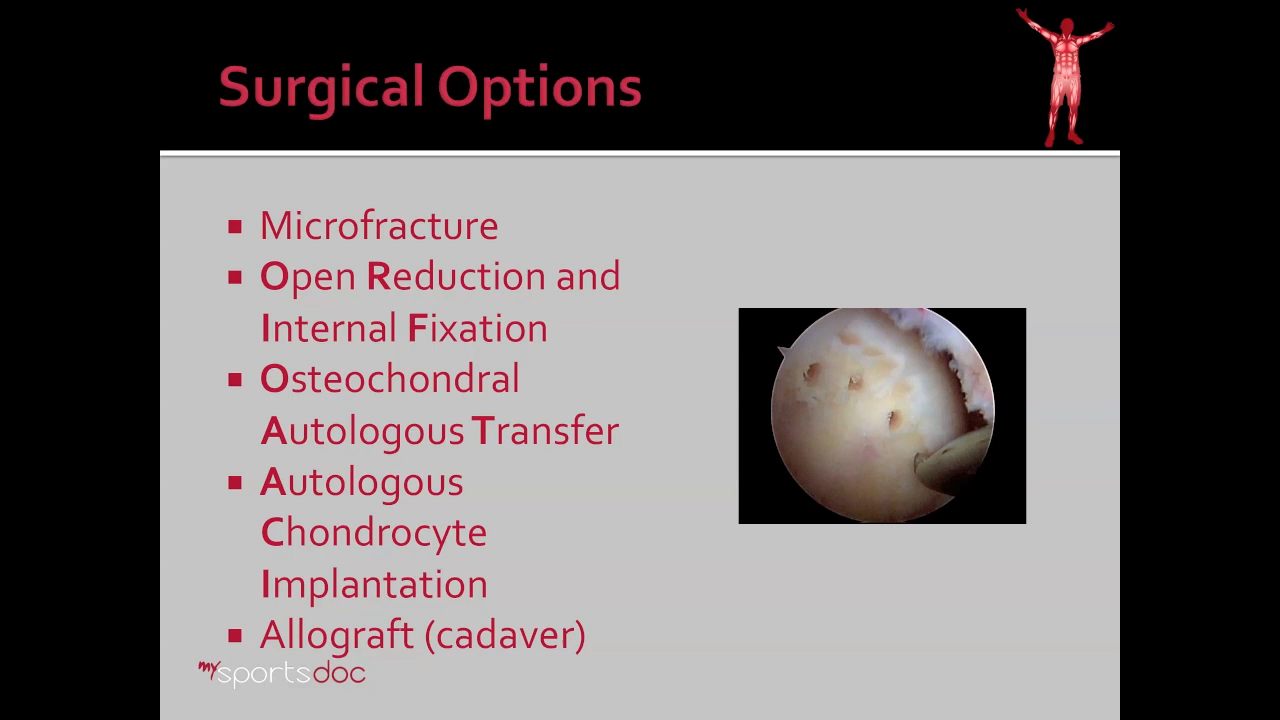 Surgical Options
▪ Microfracture
▪ Open Reduction and
Internal Fixation
▪ Osteochondral
Autologous Transfer
▪ Autologous
Chondrocyte
Implantation
▪ Allograft (cadaver)
mysportsdoc